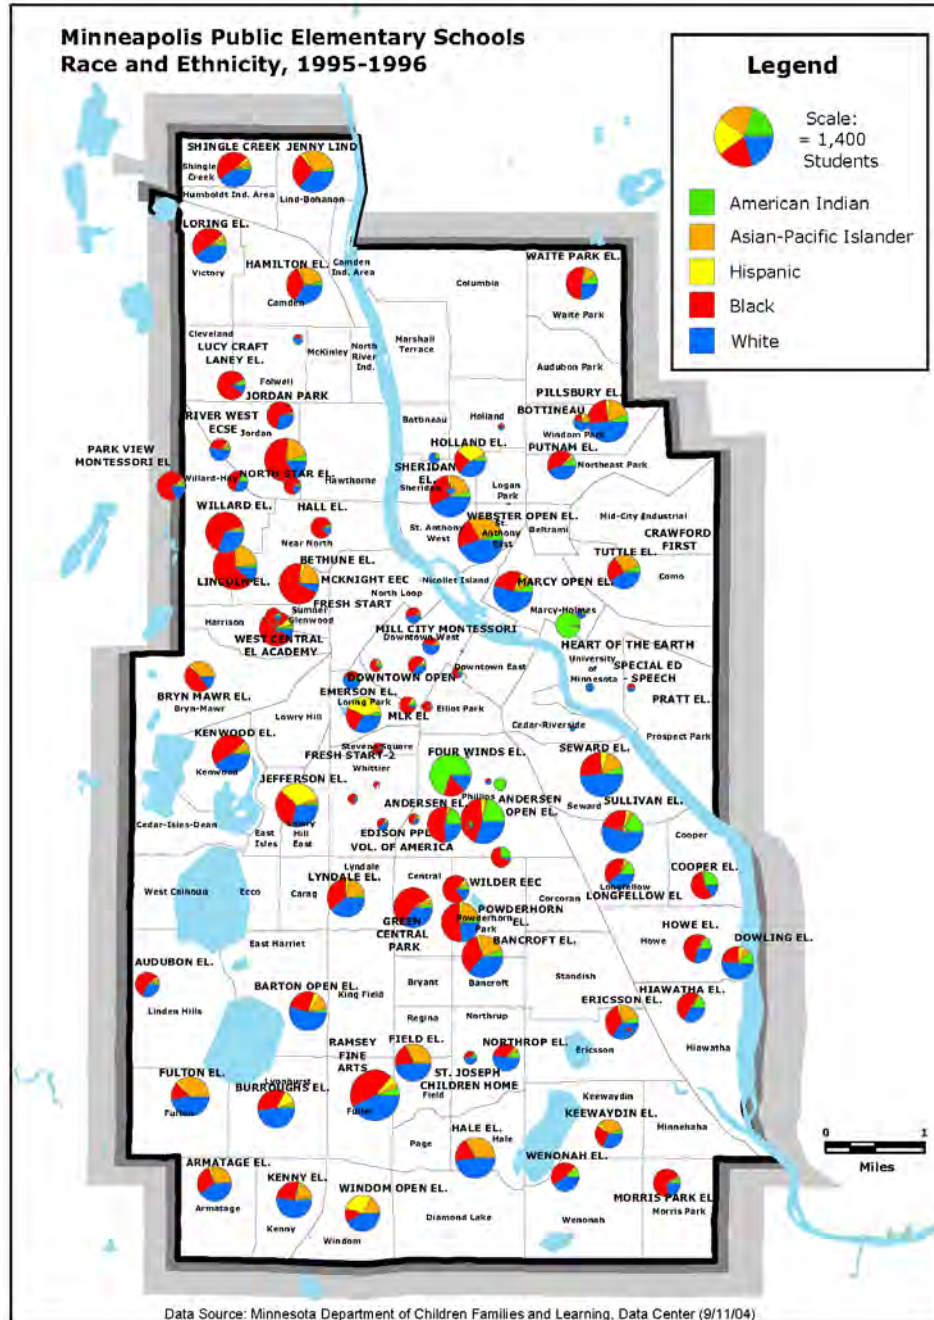 Minneapolis Public Elementary Schools
Race and Ethnicity, 1995-1996
Legend
Scale:
= 1,400
Students
American Indian
Asian-Pacific Islander
Hispanic
Black
White
SHINGLE CREEK
JENNY LIND
Shingle
Creek
Humboldt Ind. Area
Lind-Bohanon
LORING EL.
Victory
HAMILTON EL.
Camden
Ind. Area
Camden
Columbia
WAITE PARK EL.
Waite Park
Cleveland
LUCY CRAFT
LANEY EL.
Folwell
McKinley
North
River
Ind.
Marshall
Terrace
Audubon Park
JORDAN PARK
RIVER WEST
ECSE
Jordan
Bottineau
Holland
PILLSBURY EL.
BOTTINEAU
Windom Park
PARK VIEW
MONTESSORI EL
Willard-Hay
NORTH STAR EL.
Hawthorne
HOLLAND EL.
SHERIDAN
EL.
Sheridan
Logan
Park
PUTNAM EL.
Northeast Park
WILLARD EL.
HALL EL.
Near North
St. Anthony
West
WEBSTER OPEN EL.
St.
Anthony
East
Beltrami
Mid-City Industrial
CRAWFORD
FIRST
TUTTLE EL.
Como
LINCOLN EL.
BETHUNE EL.
MCKNIGHT EEC
FRESH START
North Loop
Nicollet Island
MARCY OPEN EL.
Marcy-Holmes
Harrison
Sumner
Glenwood
WEST CENTRAL
EL ACADEMY
MILL CITY MONTESSORI
Downtown West
HEART OF THE EARTH
University
of
Minnesota
SPECIAL ED
- SPEECH
PRATT EL.
Downtown East
DOWNTOWN OPEN
BRYN MAWR EL.
Bryn-Mawr
EMERSON EL.
Loring Park
Lowry Hill
MLK EL
Elliot Park
Cedar-Riverside
Prospect Park
KENWOOD EL.
Kenwood
Stevens Square
FRESH START-2
Whittier
FOUR WINDS EL.
Phillips
SEWARD EL.
Seward
JEFFERSON EL.
Lowry
Hill
East
Cedar-Isles-Dean
East
Isles
ANDERSEN EL.
ANDERSEN
OPEN EL.
EDISON PPL
VOL. OF AMERICA
SULLIVAN EL.
Cooper
Lyndale
LYNDALE EL.
West Calhoun
Ecco
Carag
Central
WILDER EEC
Corcoran
Longfellow
LONGFELLOW EL
COOPER EL.
GREEN
CENTRAL
PARK
POWDERHORN
EL.
Powderhorn
Park
East Harriet
BANCROFT EL.
Bancroft
HOWE EL.
Howe
DOWLING EL.
AUDUBON EL.
Linden Hills
BARTON OPEN EL.
King Field
Bryant
Standish
ERICSSON EL.
Ericsson
HIAWATHA EL.
Hiawatha
Regina
Northrup
RAMSEY
FINE
ARTS
FIELD EL.
Field
NORTHROP EL.
ST. JOSEPH
CHILDREN HOME
FULTON EL.
Fulton
Lynnhurst
BURROUGHS EL.
Fuller
Keewaydin
KEEWAYDIN EL.
Minnehaha
Page
HALE EL.
Hale
WENONAH EL.
Wenonah
ARMATAGE EL.
Armatage
KENNY EL.
Kenny
WINDOM OPEN EL.
Windom
Diamond Lake
MORRIS PARK EL
Morris Park
0 1
Miles
Data Source: Minnesota Department of Children Families and Learning, Data Center (9/11/04)